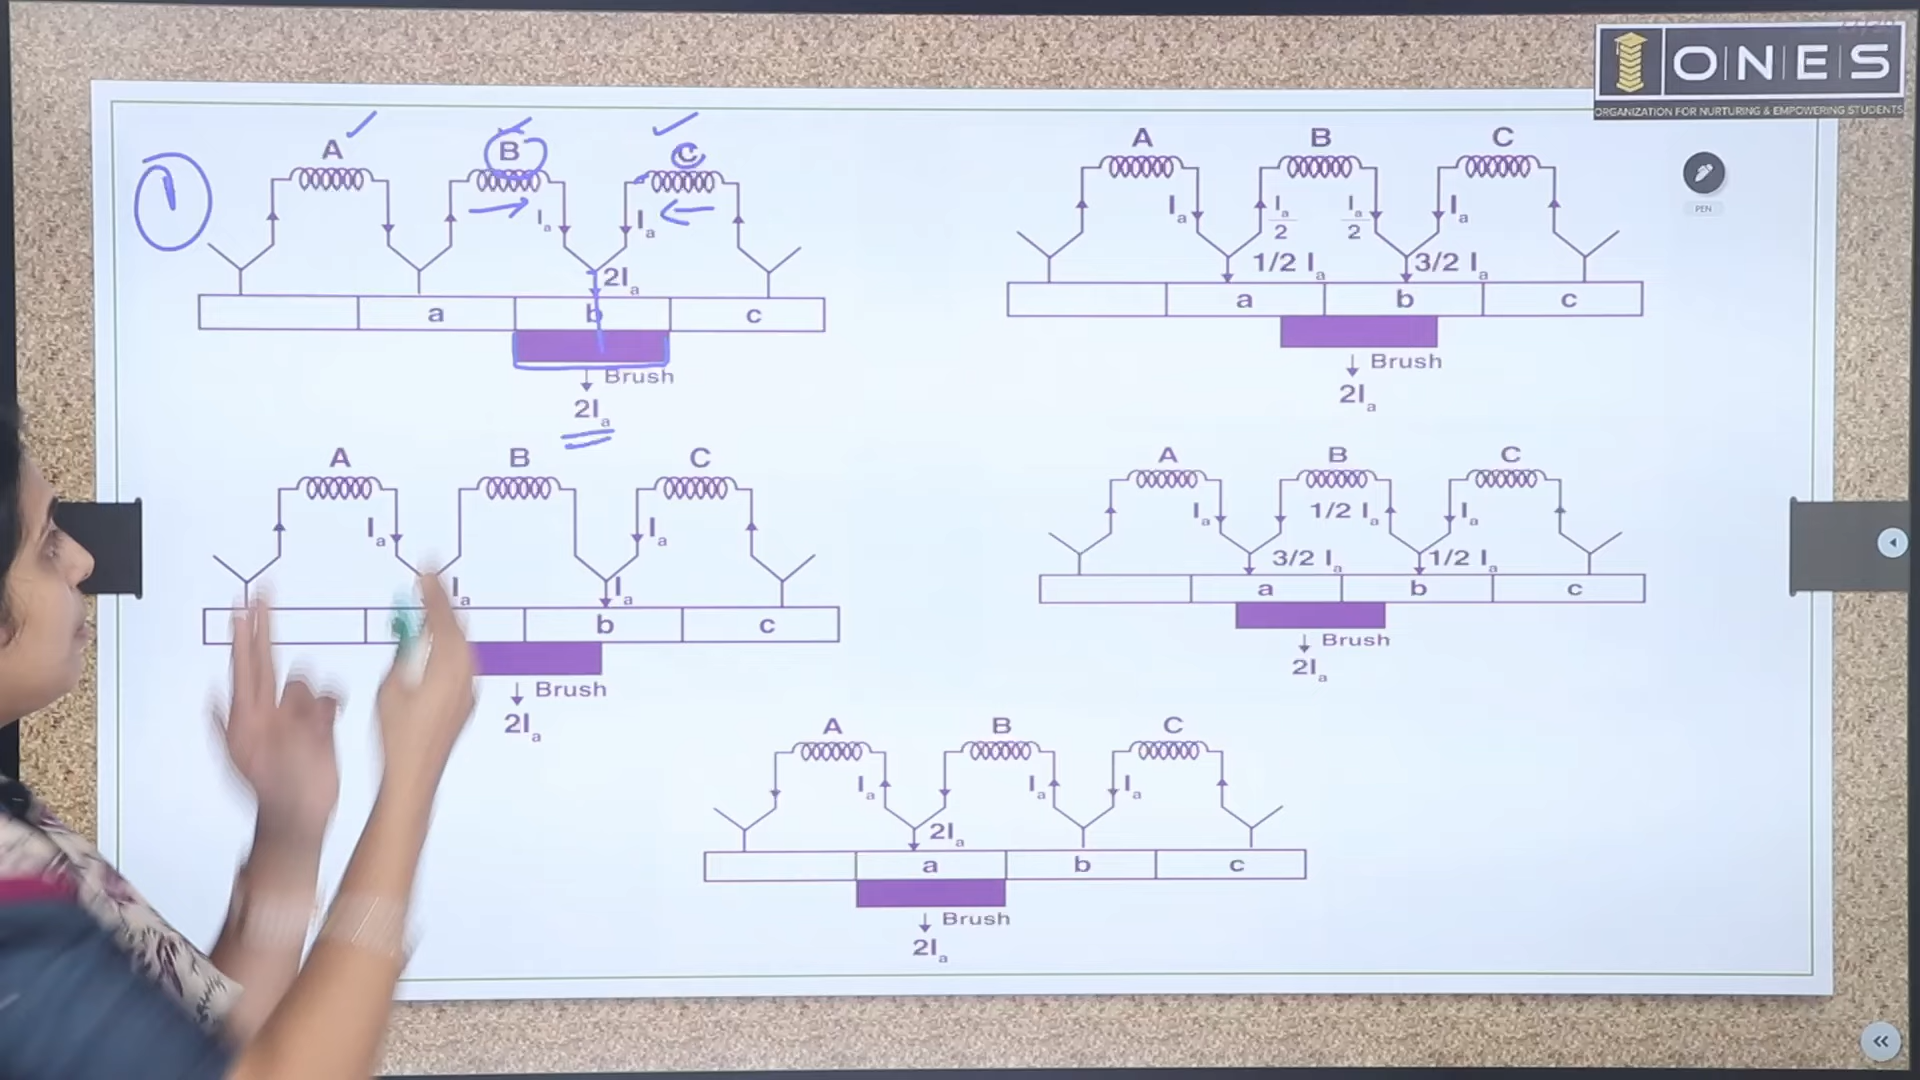 O|N|E|S
ORGANIZATION FOR NURTURING & EMPOWERING STUDENTS
PEN
1
A B C
Ia Ia
2Ia
a b c
Brush
2Ia
A B C
Ia Ia/2 Ia/2 Ia
1/2 Ia 3/2 Ia
a b c
Brush
2Ia
A B C
Ia Ia
Ia Ia
b c
Brush
2Ia
A B C
Ia 1/2 Ia Ia
3/2 Ia 1/2 Ia
a b c
Brush
2Ia
A B C
Ia Ia Ia
2Ia
a b c
Brush
2Ia